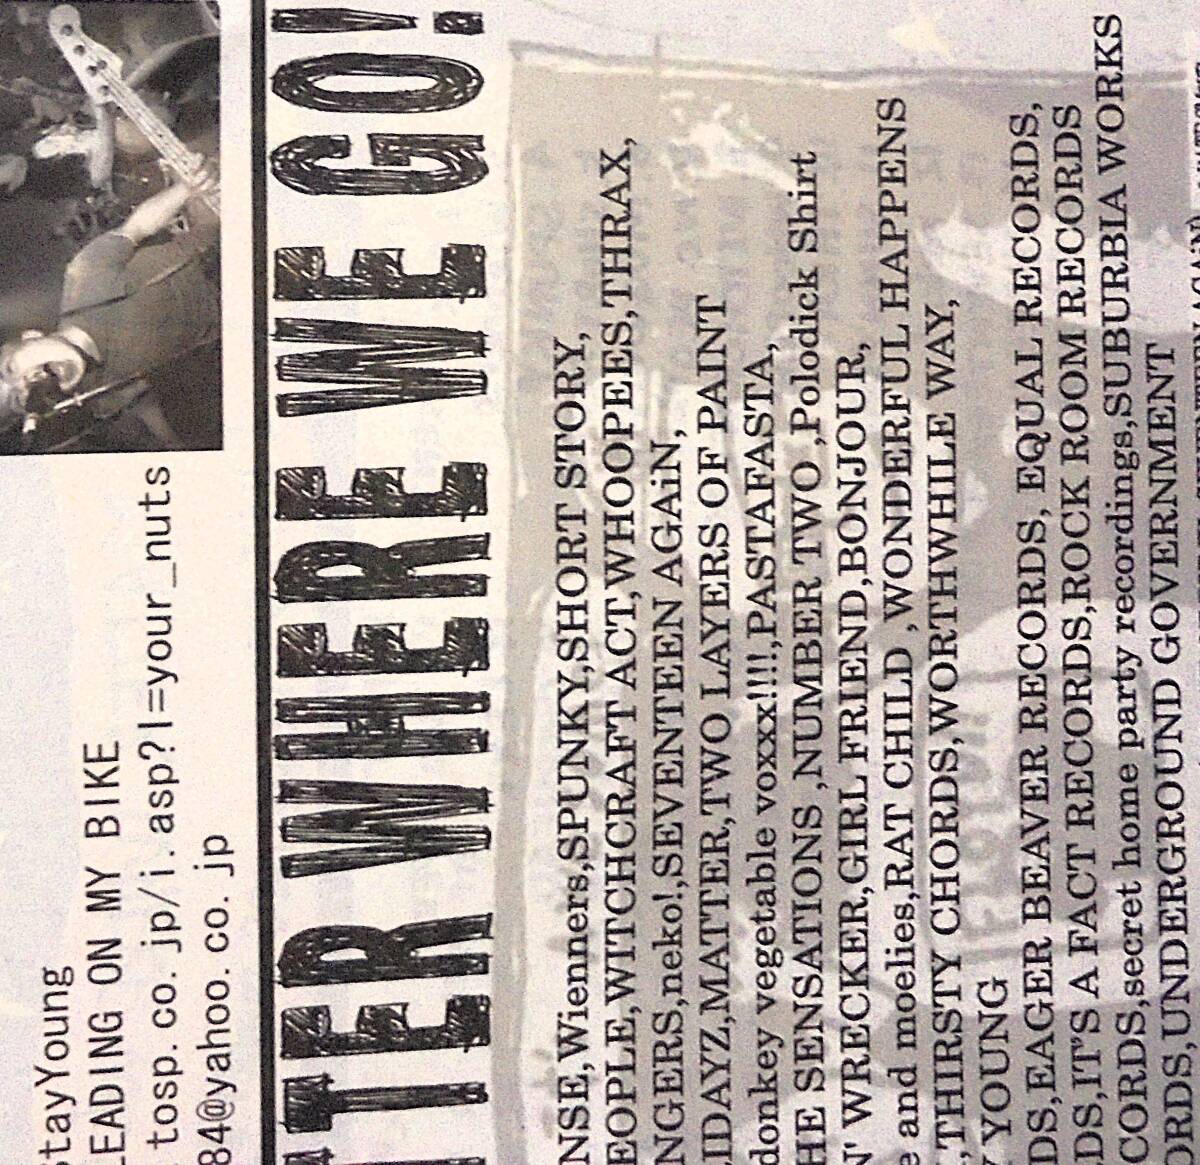 StayYoung
LEADING ON MY BIKE
tosp.co.jp/i.asp?I=your_nuts
84@yahoo.co.jp
TTER WHERE WE GO!
NSE,Wienners,SPUNKY,SHORT STORY,
EOPLE,WITCHCRAFT ACT,WHOOPEES,THRAX,
NGERS,neko!,SEVENTEEN AGAiN,
LIDAYZ,MATTER,TWO LAYERS OF PAINT
donkey vegetable voxxx!!!!,PASTAFASTA,
HE SENSATIONS ,NUMBER TWO ,Polodick Shirt
N' WRECKER,GIRL FRIEND,BONJOUR,
e and moelies,RAT CHILD ,WONDERFUL HAPPENS
,THIRSTY CHORDS,WORTHWHILE WAY,
Y YOUNG
DS,EAGER BEAVER RECORDS, EQUAL RECORDS,
DS,IT'S A FACT RECORDS,ROCK ROOM RECORDS
CORDS,secret home party recordings,SUBURBIA WORKS
ORDS,UNDERGROUND GOVERNMENT